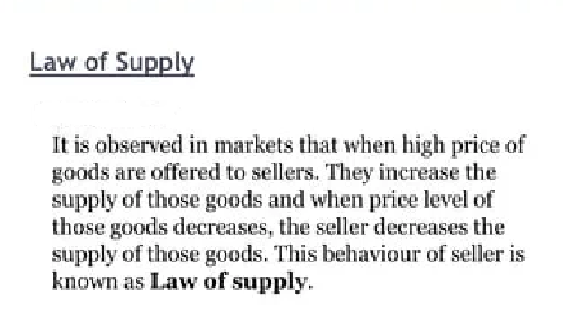 Law of Supply
It is observed in markets that when high price of
goods are offered to sellers. They increase the
supply of those goods and when price level of
those goods decreases, the seller decreases the
supply of those goods. This behaviour of seller is
known as Law of supply.